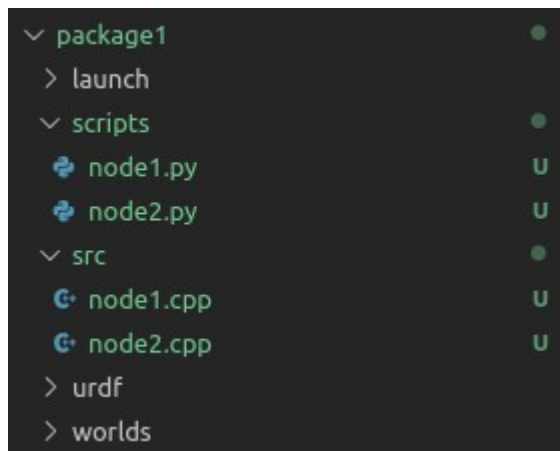 package1
launch
scripts
node1.py U
node2.py U
src
node1.cpp U
node2.cpp U
urdf
worlds